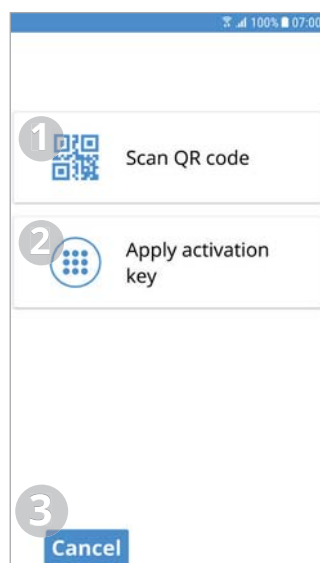 100% 07:00
1
Scan QR code
2
Apply activation
key
3
Cancel